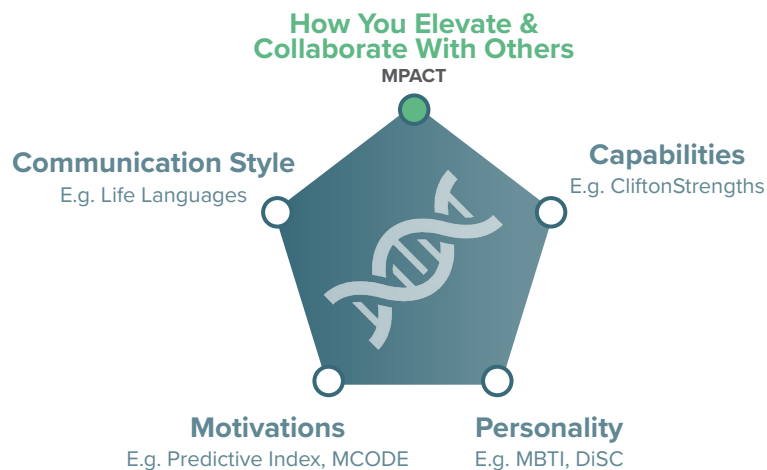 How You Elevate &
Collaborate With Others
MPACT
Communication Style
E.g. Life Languages
Capabilities
E.g. CliftonStrengths
Motivations
E.g. Predictive Index, MCODE
Personality
E.g. MBTI, DiSC